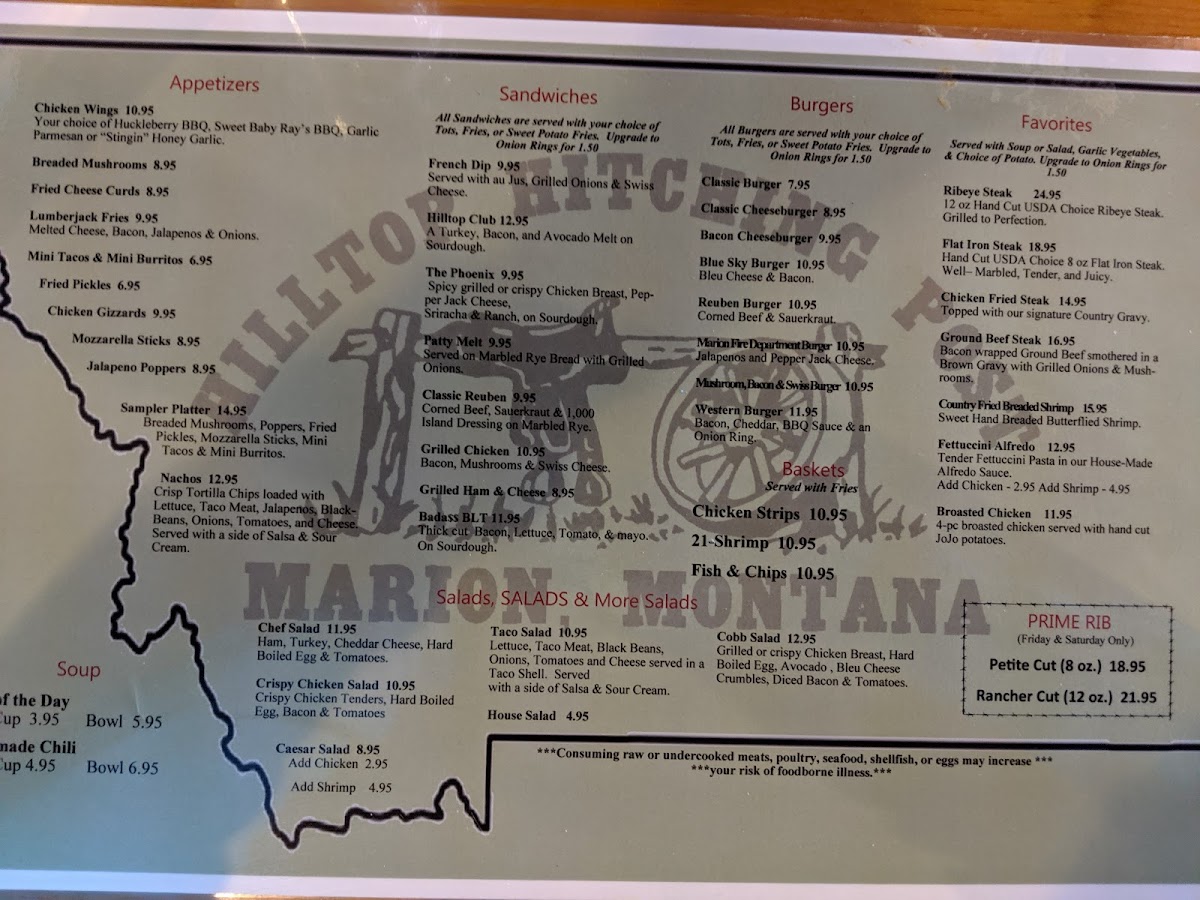 Appetizers
Chicken Wings 10.95
Your choice of Huckleberry BBQ, Sweet Baby Ray's BBQ, Garlic
Parmesan or "Stingin" Honey Garlic.
Breaded Mushrooms 8.95
Fried Cheese Curds 8.95
Lumberjack Fries 9.95
Melted Cheese, Bacon, Jalapenos & Onions.
Mini Tacos & Mini Burritos 6.95
Fried Pickles 6.95
Chicken Gizzards 9.95
Mozzarella Sticks 8.95
Jalapeno Poppers 8.95
Sampler Platter 14.95
Breaded Mushrooms, Poppers, Fried
Pickles, Mozzarella Sticks, Mini
Tacos & Mini Burritos.
Nachos 12.95
Crisp Tortilla Chips loaded with
Lettuce, Taco Meat, Jalapenos, Black-
Beans, Onions, Tomatoes, and Cheese.
Served with a side of Salsa & Sour
Cream.
Sandwiches
All Sandwiches are served with your choice of
Tots, Fries, or Sweet Potato Fries. Upgrade to
Onion Rings for 1.50
French Dip 9.95
Served with au Jus, Grilled Onions & Swiss
Cheese.
Hilltop Club 12.95
A Turkey, Bacon, and Avocado Melt on
Sourdough.
The Phoenix 9.95
Spicy grilled or crispy Chicken Breast, Pep-
per Jack Cheese,
Sriracha & Ranch, on Sourdough.
Patty Melt 9.95
Served on Marbled Rye Bread with Grilled
Onions.
Classic Reuben 9.95
Corned Beef, Sauerkraut & 1,000
Island Dressing on Marbled Rye.
Grilled Chicken 10.95
Bacon, Mushrooms & Swiss Cheese.
Grilled Ham & Cheese 8.95
Badass BLT 11.95
Thick cut Bacon, Lettuce, Tomato, & mayo.
On Sourdough.
Burgers
All Burgers are served with your choice of
Tots, Fries, or Sweet Potato Fries. Upgrade to
Onion Rings for 1.50
Classic Burger 7.95
Classic Cheeseburger 8.95
Bacon Cheeseburger 9.95
Blue Sky Burger 10.95
Bleu Cheese & Bacon.
Reuben Burger 10.95
Corned Beef & Sauerkraut.
Marion Fire Department Burger 10.95
Jalapenos and Pepper Jack Cheese.
Mushroom, Bacon & Swiss Burger 10.95
Western Burger 11.95
Bacon, Cheddar, BBQ Sauce & an
Onion Ring.
Baskets
Served with Fries
Chicken Strips 10.95
21-Shrimp 10.95
Fish & Chips 10.95
Favorites
Served with Soup or Salad, Garlic Vegetables,
& Choice of Potato. Upgrade to Onion Rings for
1.50
Ribeye Steak 24.95
12 oz Hand Cut USDA Choice Ribeye Steak.
Grilled to Perfection.
Flat Iron Steak 18.95
Hand Cut USDA Choice 8 oz Flat Iron Steak.
Well– Marbled, Tender, and Juicy.
Chicken Fried Steak 14.95
Topped with our signature Country Gravy.
Ground Beef Steak 16.95
Bacon wrapped Ground Beef smothered in a
Brown Gravy with Grilled Onions & Mush-
rooms.
Country Fried Breaded Shrimp 15.95
Sweet Hand Breaded Butterflied Shrimp.
Fettuccini Alfredo 12.95
Tender Fettuccini Pasta in our House-Made
Alfredo Sauce.
Add Chicken - 2.95 Add Shrimp - 4.95
Broasted Chicken 11.95
4-pc broasted chicken served with hand cut
JoJo potatoes.
HILLTOP HITCHING POST
MARION, MONTANA
Soup
of the Day
Cup 3.95 Bowl 5.95
made Chili
Cup 4.95 Bowl 6.95
Salads, SALADS & More Salads
Chef Salad 11.95
Ham, Turkey, Cheddar Cheese, Hard
Boiled Egg & Tomatoes.
Crispy Chicken Salad 10.95
Crispy Chicken Tenders, Hard Boiled
Egg, Bacon & Tomatoes
Caesar Salad 8.95
Add Chicken 2.95
Add Shrimp 4.95
Taco Salad 10.95
Lettuce, Taco Meat, Black Beans,
Onions, Tomatoes and Cheese served in a
Taco Shell. Served
with a side of Salsa & Sour Cream.
House Salad 4.95
Cobb Salad 12.95
Grilled or crispy Chicken Breast, Hard
Boiled Egg, Avocado , Bleu Cheese
Crumbles, Diced Bacon & Tomatoes.
PRIME RIB
(Friday & Saturday Only)
Petite Cut (8 oz.) 18.95
Rancher Cut (12 oz.) 21.95
***Consuming raw or undercooked meats, poultry, seafood, shellfish, or eggs may increase ***
***your risk of foodborne illness.***